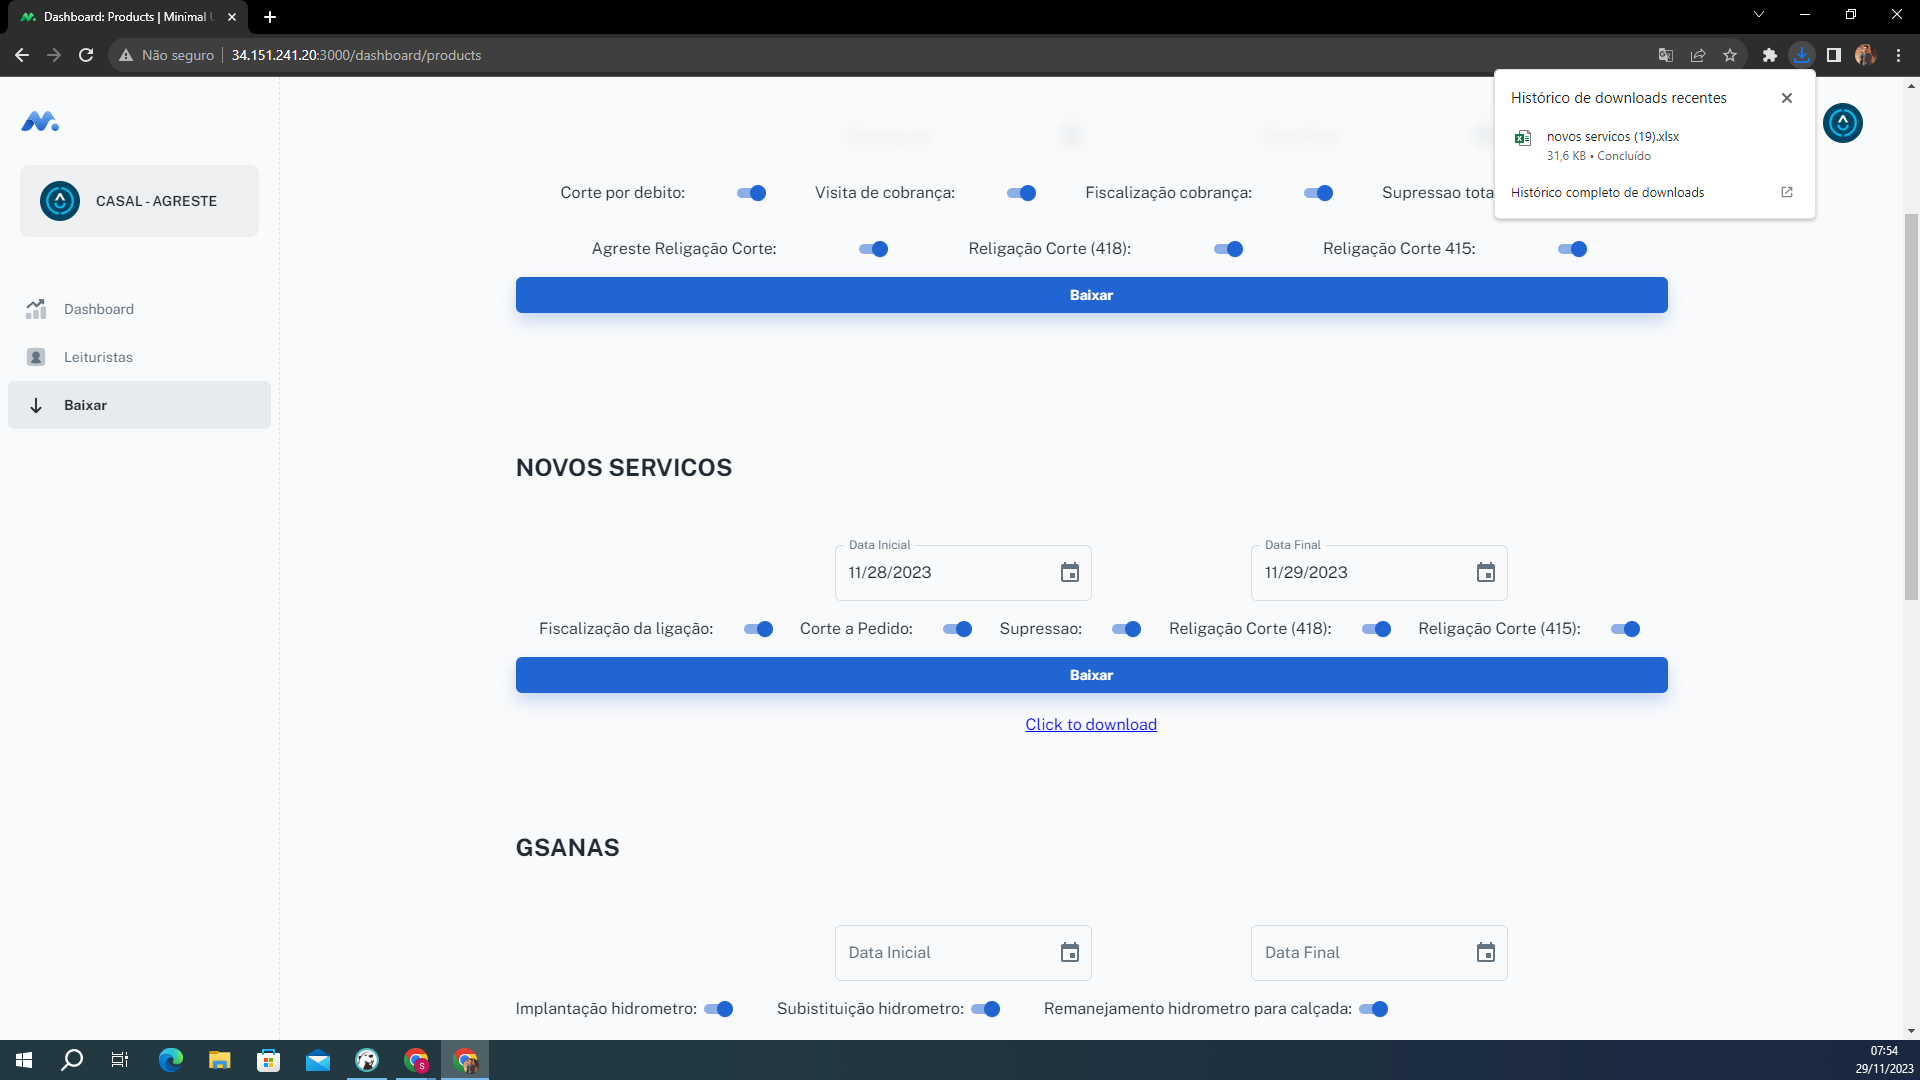 Dashboard: Products | Minimal U
Não seguro
34.151.241.20:3000/dashboard/products
Histórico de downloads recentes
novos servicos (19).xlsx
31,6 KB • Concluído
Histórico completo de downloads
CASAL - AGRESTE
Dashboard
Leituristas
Baixar
Corte por debito: Visita de cobrança: Fiscalização cobrança: Supressao tota
Agreste Religação Corte: Religação Corte (418): Religação Corte 415:
Baixar
NOVOS SERVICOS
Data Inicial Data Final
11/28/2023 11/29/2023
Fiscalização da ligação: Corte a Pedido: Supressao: Religação Corte (418): Religação Corte (415):
Baixar
Click to download
GSANAS
Data Inicial Data Final
Implantação hidrometro: Subistituição hidrometro: Remanejamento hidrometro para calçada:
S
07:54
29/11/2023